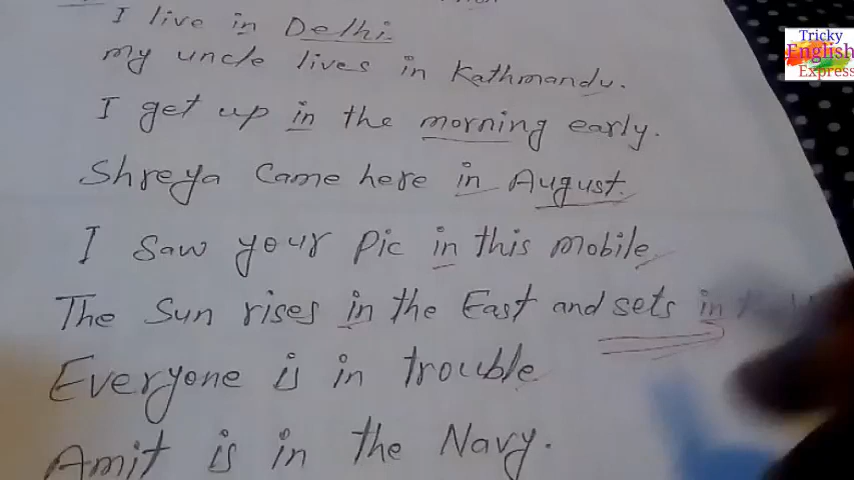 I live in Delhi.
my uncle lives in Kathmandu.
I get up in the morning early.
Shreya Came here in August.
I saw your Pic in this mobile
The Sun rises in the East and sets in
Everyone is in trouble
Amit is in the Navy.
Tricky
English
Express